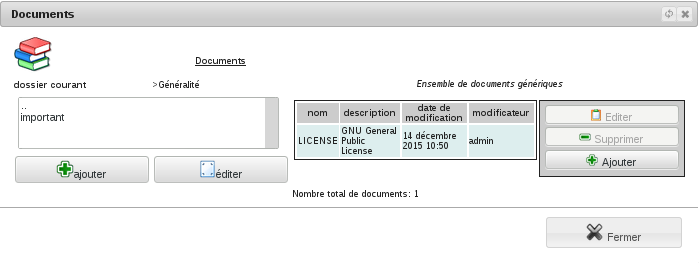 Documents
Documents
dossier courant
>Généralité
..
important
ajouter
éditer
Ensemble de documents génériques
nom description date de modification modificateur
LICENSE GNU General Public License 14 décembre 2015 10:50 admin
Editer
Supprimer
Ajouter
Nombre total de documents: 1
Fermer